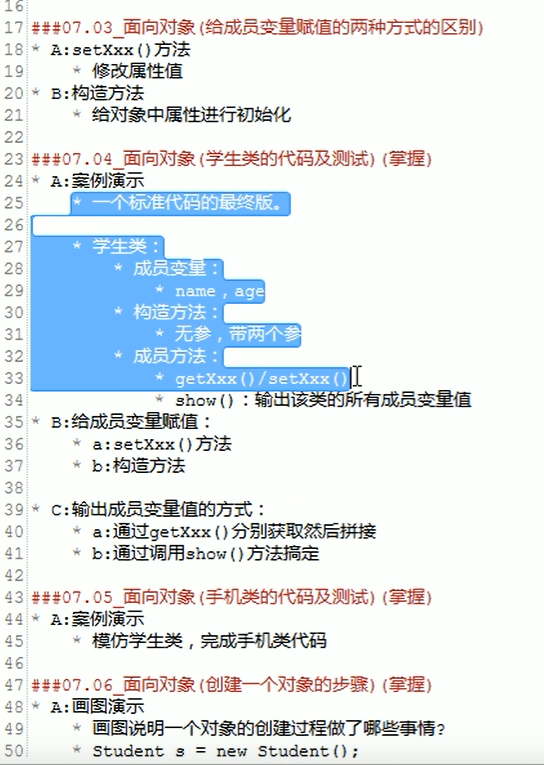 16
17 ###07.03_面向对象(给成员变量赋值的两种方式的区别)
18 * A:setXxx()方法
19     * 修改属性值
20 * B:构造方法
21     * 给对象中属性进行初始化
22
23 ###07.04_面向对象(学生类的代码及测试)(掌握)
24 * A:案例演示
25     * 一个标准代码的最终版。
26
27     * 学生类：
28         * 成员变量：
29             * name，age
30         * 构造方法：
31             * 无参，带两个参
32         * 成员方法：
33             * getXxx()/setXxx()
34             * show()：输出该类的所有成员变量值
35 * B:给成员变量赋值：
36     * a:setXxx()方法
37     * b:构造方法
38
39 * C:输出成员变量值的方式：
40     * a:通过getXxx()分别获取然后拼接
41     * b:通过调用show()方法搞定
42
43 ###07.05_面向对象(手机类的代码及测试)(掌握)
44 * A:案例演示
45     * 模仿学生类，完成手机类代码
46
47 ###07.06_面向对象(创建一个对象的步骤)(掌握)
48 * A:画图演示
49     * 画图说明一个对象的创建过程做了哪些事情?
50     * Student s = new Student();